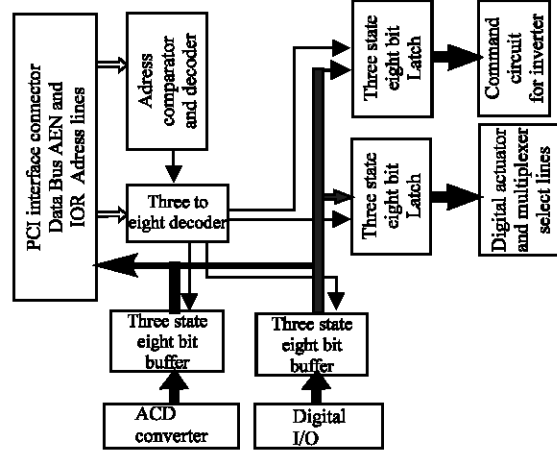 PCI interface connector
Data Bus AEN and
IOR Adress lines
Adress
comparator
and decoder
Three to
eight decoder
Three state
eight bit
Latch
Command
circuit
for inverter
Three state
eight bit
Latch
Digital actuator
and multiplexer
select lines
Three state
eight bit
buffer
Three state
eight bit
buffer
ACD
converter
Digital
I/O